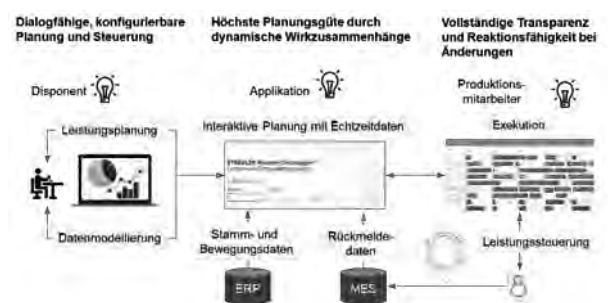 Dialogfähige, konfigurierbare
Planung und Steuerung
Höchste Planungsgüte durch
dynamische Wirkzusammenhänge
Vollständige Transparenz
und Reaktionsfähigkeit bei
Änderungen
Disponent
Applikation
Produktions-
mitarbeiter
Leistungsplanung
Interaktive Planung mit Echtzeitdaten
Exekution
Datenmodellierung
Stamm- und
Bewegungsdaten
Rückmelde-
daten
Leistungssteuerung
ERP
MES